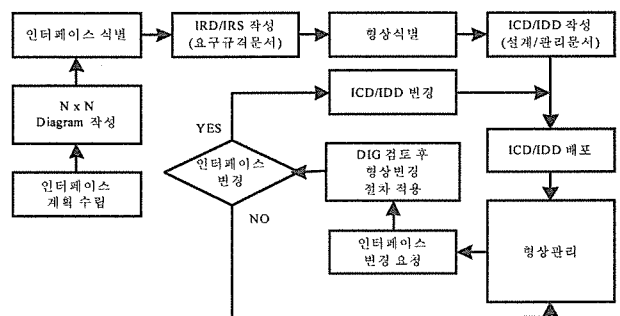 인터페이스 식별
IRD/IRS 작성
(요구규격문서)
형상식별
ICD/IDD 작성
(설계/관리문서)
N x N
Diagram 작성
ICD/IDD 변경
YES
인터페이스
변경
DIG 검토 후
형상변경
절차 적용
ICD/IDD 배포
인터페이스
계획 수립
NO
인터페이스
변경 요청
형상관리